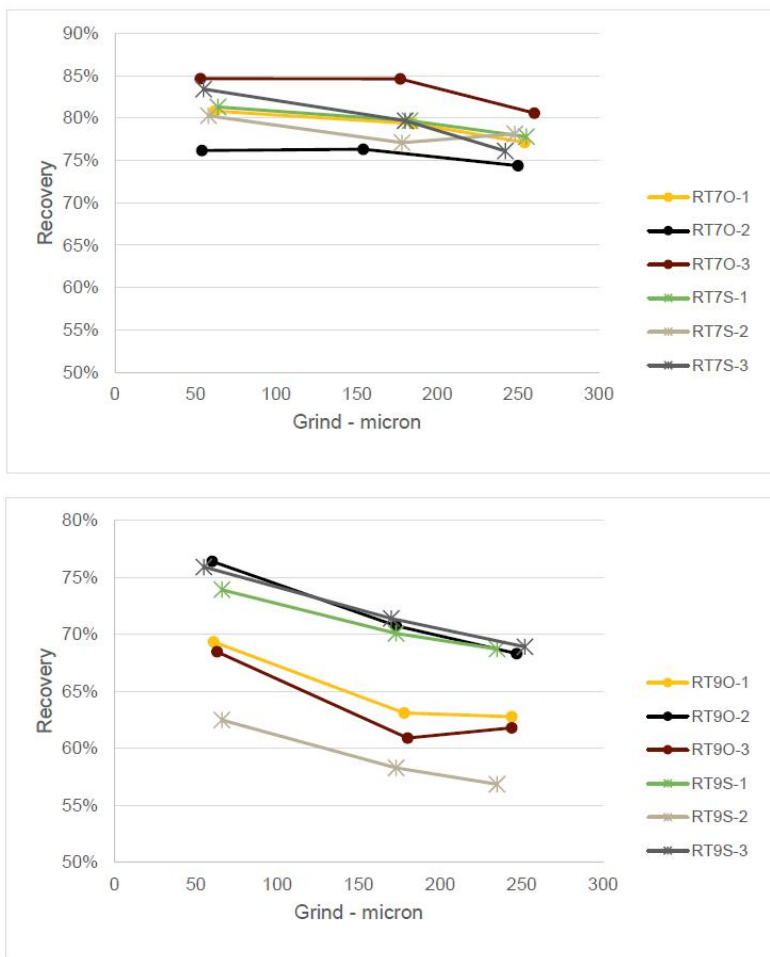 90%
85%
80%
75%
70%
65%
60%
55%
50%
Recovery
0 50 100 150 200 250 300
Grind - micron
RT7O-1
RT7O-2
RT7O-3
RT7S-1
RT7S-2
RT7S-3
80%
75%
70%
65%
60%
55%
50%
Recovery
0 50 100 150 200 250 300
Grind - micron
RT9O-1
RT9O-2
RT9O-3
RT9S-1
RT9S-2
RT9S-3